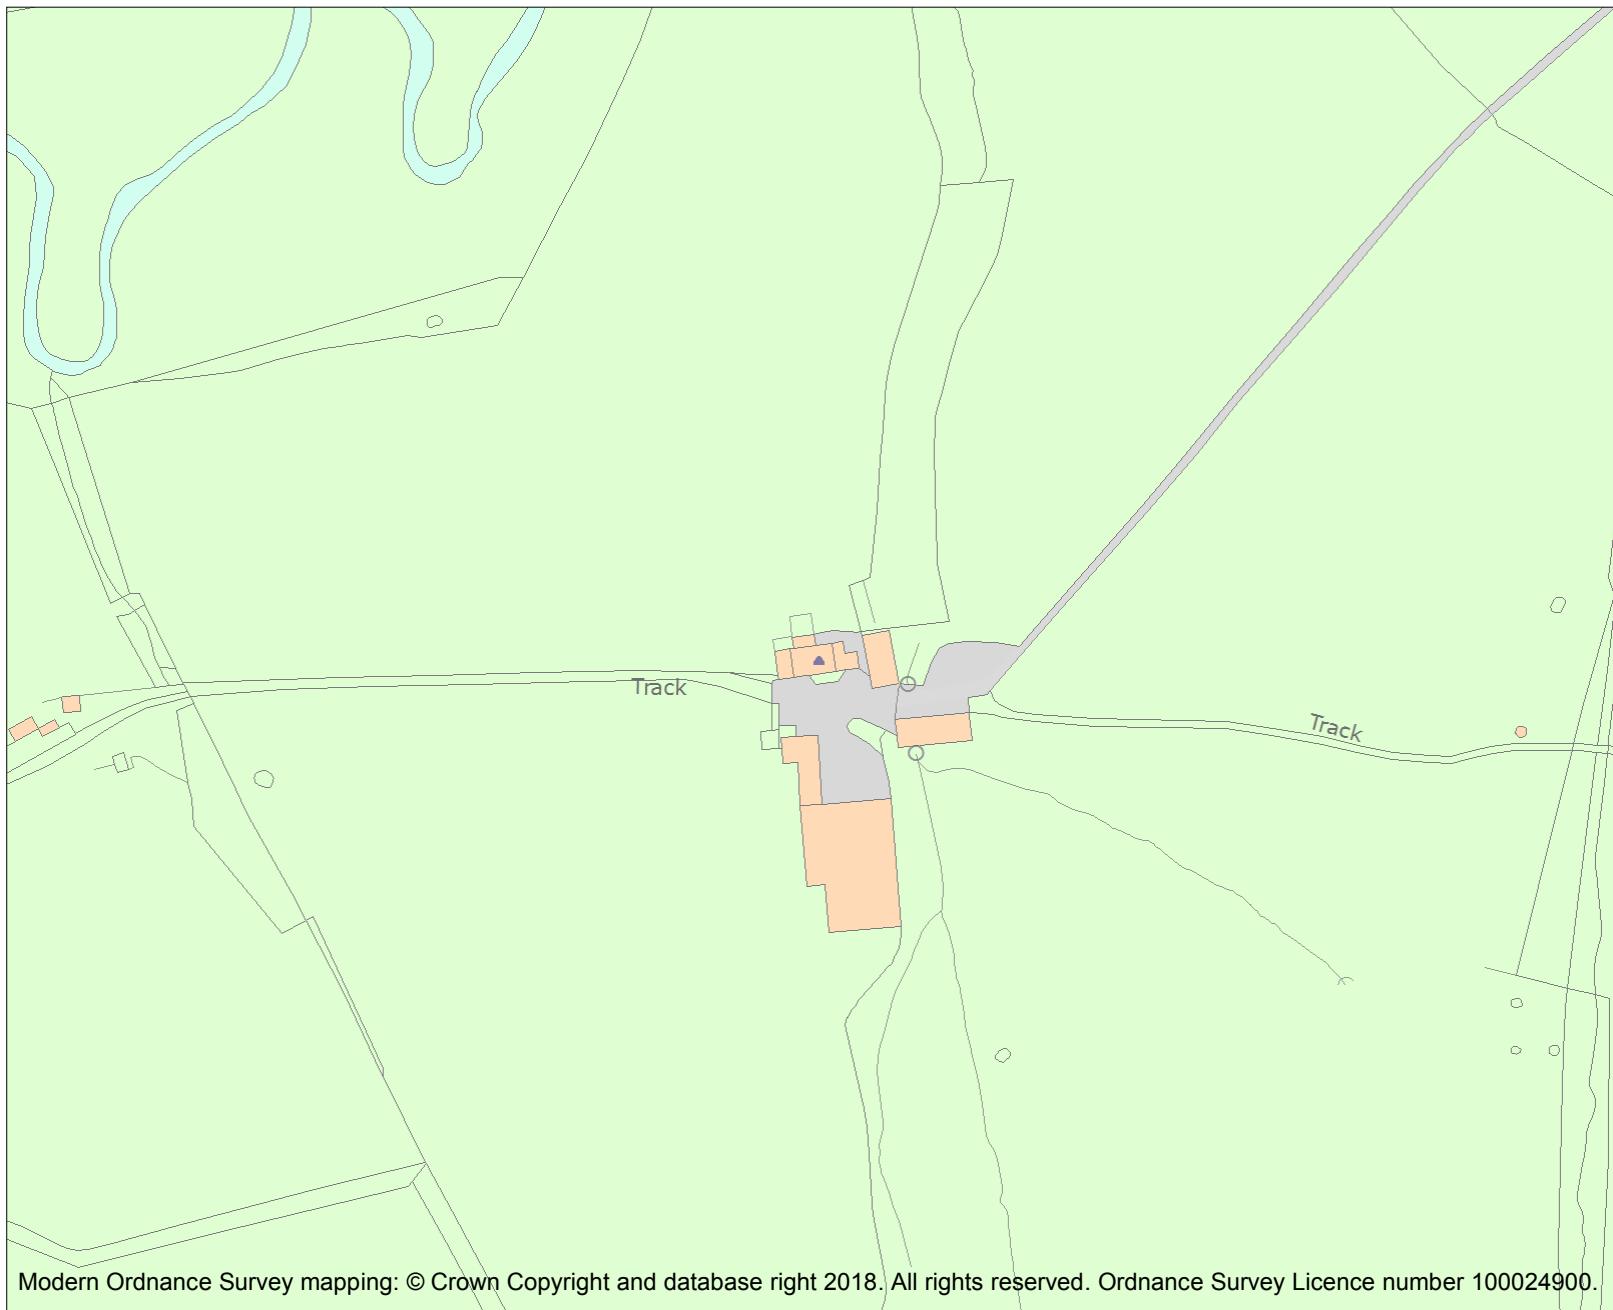 Track
Track
Modern Ordnance Survey mapping: © Crown Copyright and database right 2018. All rights reserved. Ordnance Survey Licence number 100024900.